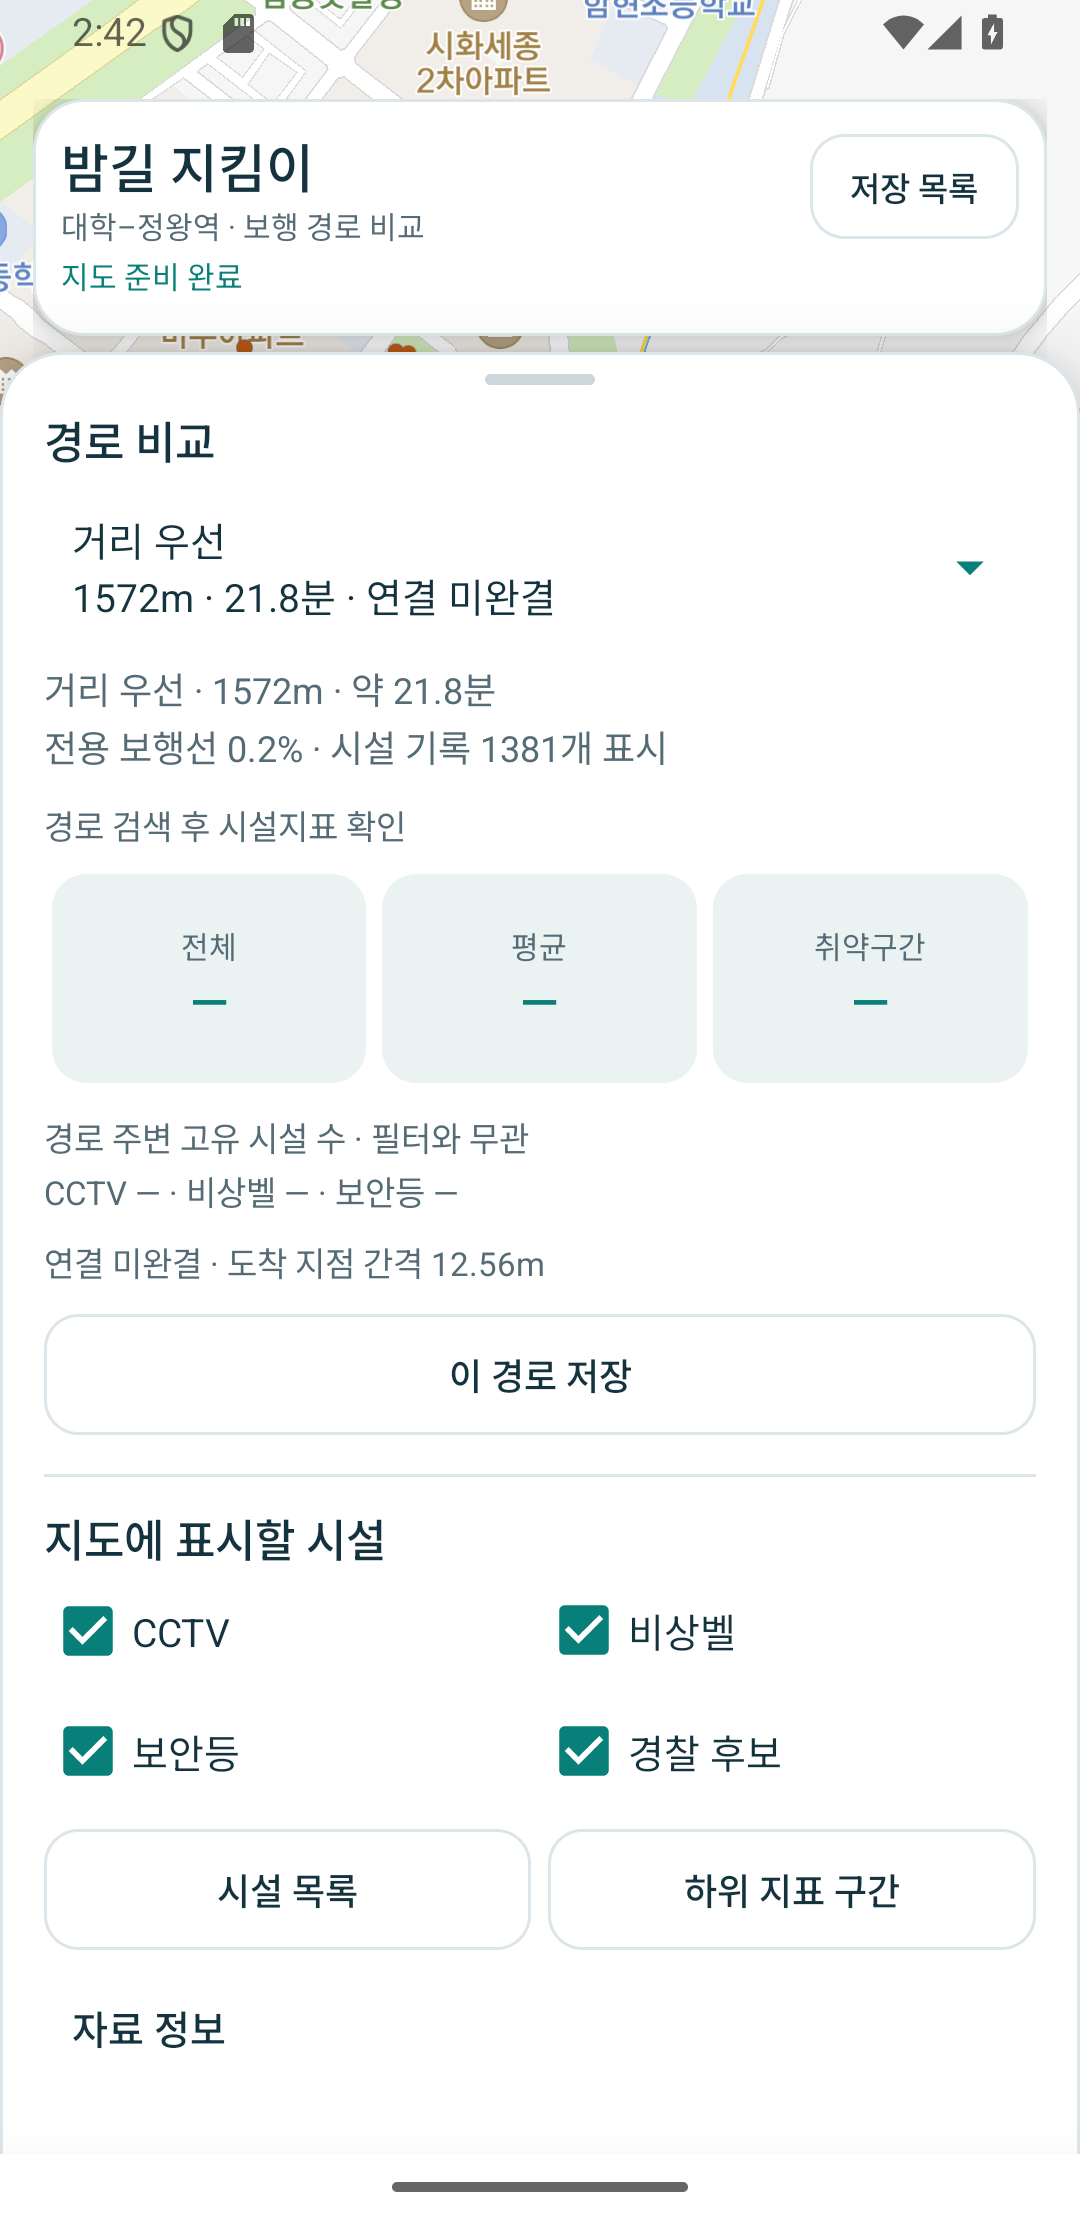 2:42
시화세종
2차아파트
밤길 지킴이
저장 목록
대학–정왕역 · 보행 경로 비교
지도 준비 완료
경로 비교
거리 우선
1572m · 21.8분 · 연결 미완결
거리 우선 · 1572m · 약 21.8분
전용 보행선 0.2% · 시설 기록 1381개 표시
경로 검색 후 시설지표 확인
전체
평균
취약구간
—
—
—
경로 주변 고유 시설 수 · 필터와 무관
CCTV — · 비상벨 — · 보안등 —
연결 미완결 · 도착 지점 간격 12.56m
이 경로 저장
지도에 표시할 시설
CCTV
비상벨
보안등
경찰 후보
시설 목록
하위 지표 구간
자료 정보